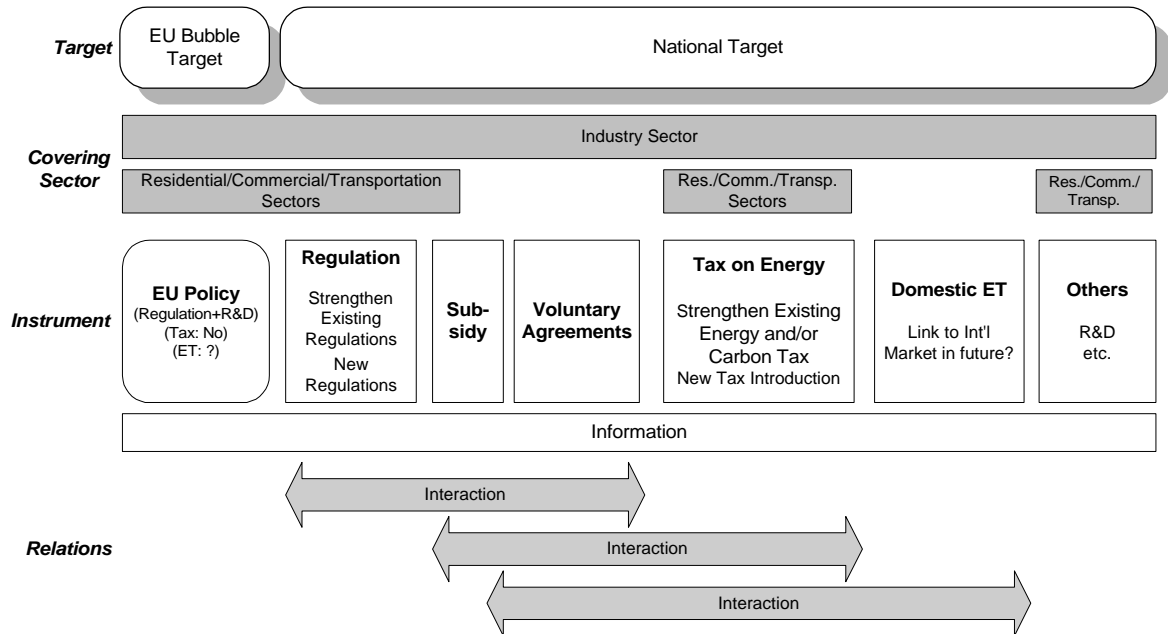 Target
EU Bubble
Target
National Target
Covering
Sector
Industry Sector
Residential/Commercial/Transportation
Sectors
Res./Comm./Transp.
Sectors
Res./Comm./
Transp.
Instrument
EU Policy
(Regulation+R&D)
(Tax: No)
(ET: ?)
Regulation
Strengthen
Existing
Regulations
New
Regulations
Sub-
sidy
Voluntary
Agreements
Tax on Energy
Strengthen Existing
Energy and/or
Carbon Tax
New Tax Introduction
Domestic ET
Link to Int'l
Market in future?
Others
R&D
etc.
Information
Relations
Interaction
Interaction
Interaction